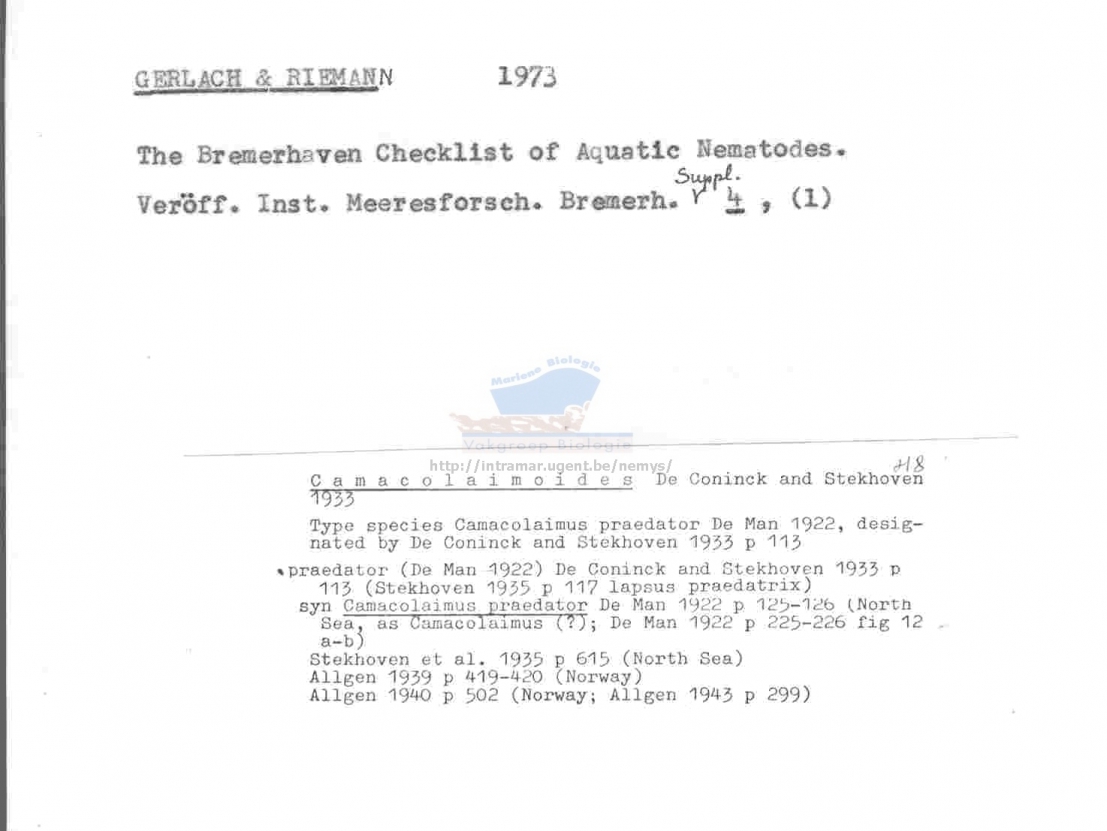 GERLACH & RIEMANN 1973
The Bremerhaven Checklist of Aquatic Nematodes.
Suppl.
Veröff. Inst. Meeresforsch. Bremerh. 4 , (1)
Mariene Biologie
Vakgroep Biologie
http://intramar.ugent.be/nemys/
H8
C a m a c o l a i m o i d e s De Coninck and Stekhoven
1933
Type species Camacolaimus praedator De Man 1922, desig-
nated by De Coninck and Stekhoven 1933 p 113
praedator (De Man 1922) De Coninck and Stekhoven 1933 p
113 (Stekhoven 1935 p 117 lapsus praedatrix)
syn Camacolaimus praedator De Man 1922 p 125-126 (North
Sea, as Camacolaimus (?); De Man 1922 p 225-226 fig 12
a-b)
Stekhoven et al. 1935 p 615 (North Sea)
Allgen 1939 p 419-420 (Norway)
Allgen 1940 p 502 (Norway; Allgen 1943 p 299)